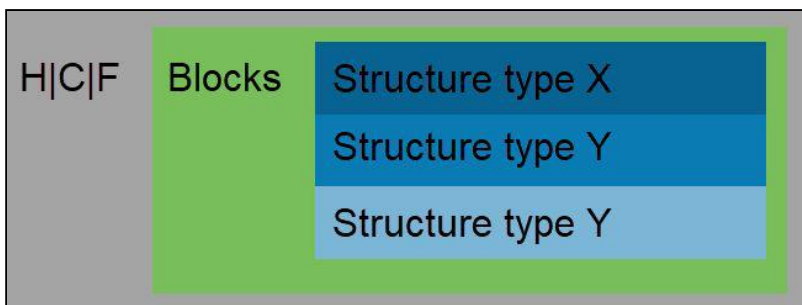 H|C|F
Blocks
Structure type X
Structure type Y
Structure type Y